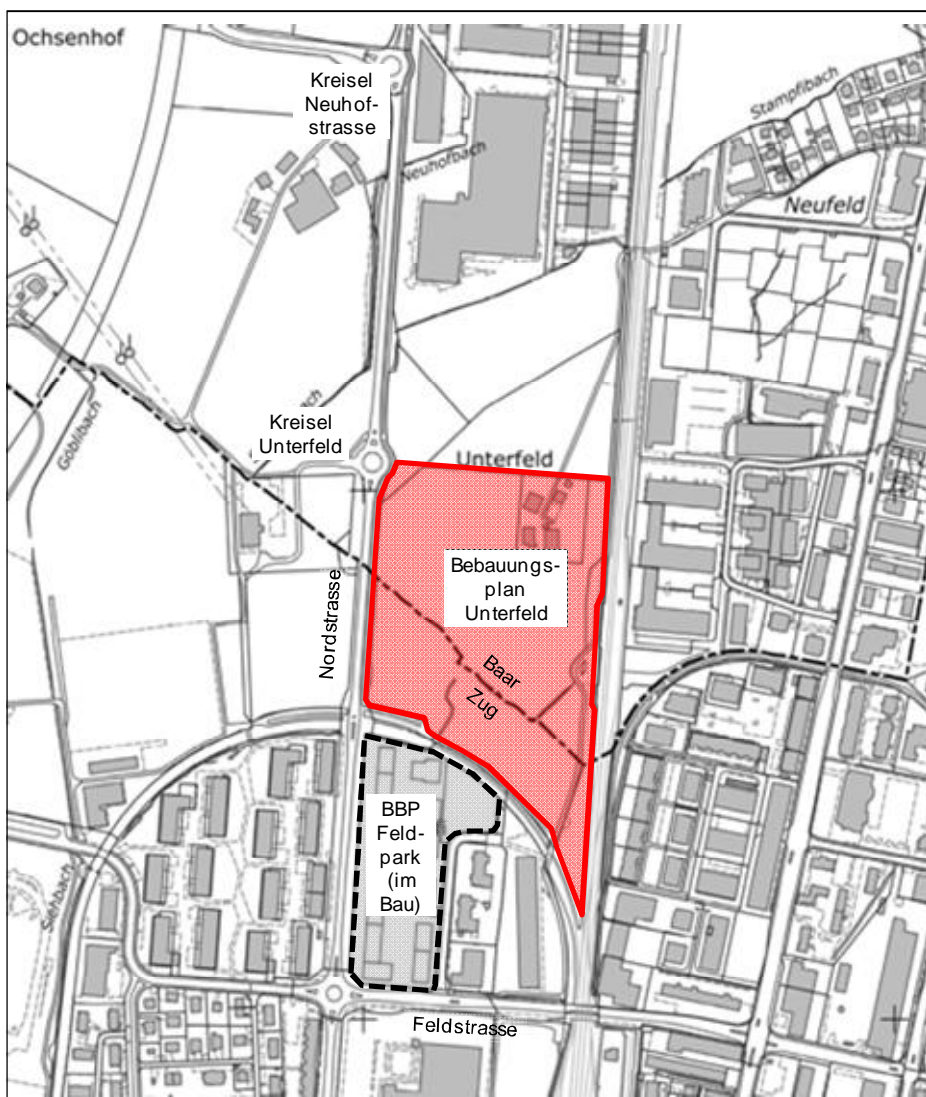 Ochsenhof
Kreisel
Neuhof-
strasse
Stampfibach
Neuhofbach
Neufeld
Göblibach
Kreisel
Unterfeld
Unterfeld
Bebauungs-
plan
Unterfeld
Nordstrasse
Baar
Zug
BBP
Feld-
park
(im
Bau)
Feldstrasse